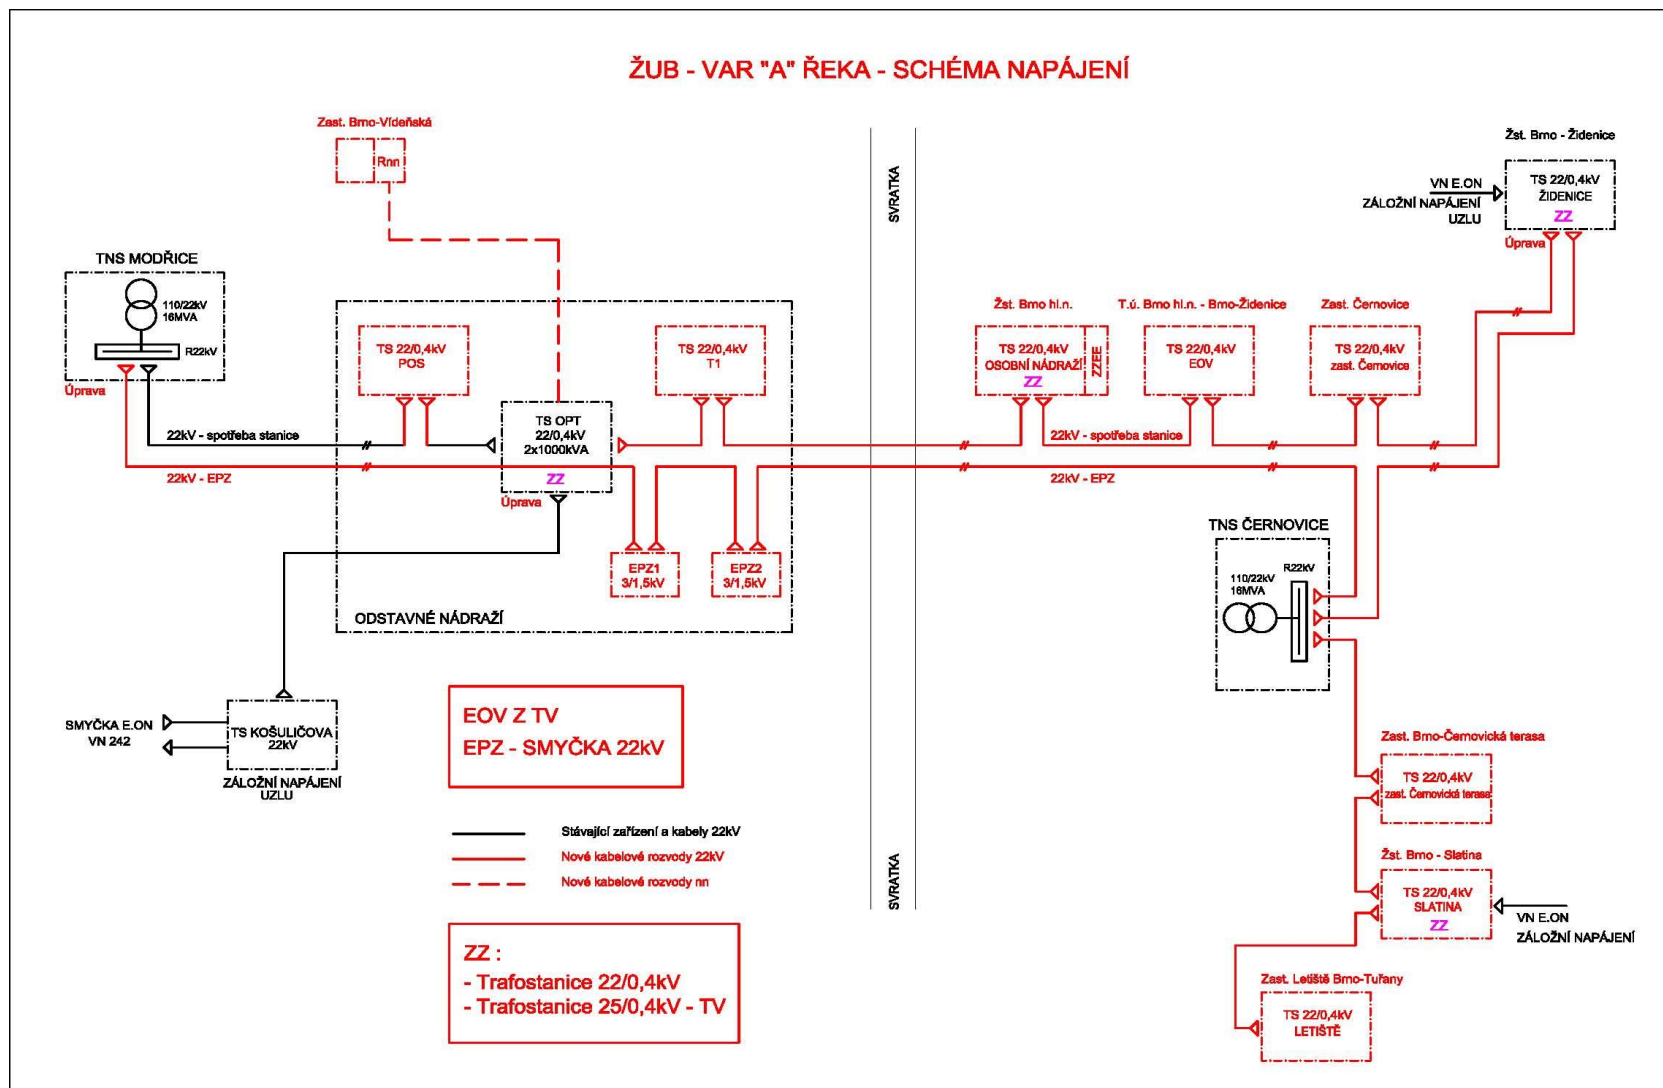 ŽUB - VAR "A" ŘEKA - SCHÉMA NAPÁJENÍ
Zast. Brno-Vídeňská
Rnn
SVRATKA
Žst. Brno - Židenice
VN E.ON
ZÁLOŽNÍ NAPÁJENÍ
UZLU
TS 22/0,4kV
ŽIDENICE
ZZ
Úprava
TNS MODŘICE
110/22kV
16MVA
R22kV
Úprava
TS 22/0,4kV
POS
TS 22/0,4kV
T1
Žst. Brno hl.n.
TS 22/0,4kV
OSOBNÍ NÁDRAŽÍ
ZZ
ZZEE
T.ú. Brno hl.n. - Brno-Židenice
TS 22/0,4kV
EOV
Zast. Černovice
TS 22/0,4kV
zast. Černovice
22kV - spotřeba stanice
TS OPT
22/0,4kV
2x1000kVA
ZZ
Úprava
22kV - spotřeba stanice
22kV - EPZ
22kV - EPZ
EPZ1
3/1,5kV
EPZ2
3/1,5kV
ODSTAVNÉ NÁDRAŽÍ
TNS ČERNOVICE
110/22kV
16MVA
R22kV
SMYČKA E.ON
VN 242
TS KOŠULIČOVA
22kV
ZÁLOŽNÍ NAPÁJENÍ
UZLU
EOV Z TV
EPZ - SMYČKA 22kV
Zast. Brno-Černovická terasa
TS 22/0,4kV
zast. Černovická terasa
Stávající zařízení a kabely 22kV
Nové kabelové rozvody 22kV
Nové kabelové rozvody nn
SVRATKA
Žst. Brno - Slatina
TS 22/0,4kV
SLATINA
ZZ
VN E.ON
ZÁLOŽNÍ NAPÁJENÍ
ZZ :
- Trafostanice 22/0,4kV
- Trafostanice 25/0,4kV - TV
Zast. Letiště Brno-Tuřany
TS 22/0,4kV
LETIŠTĚ